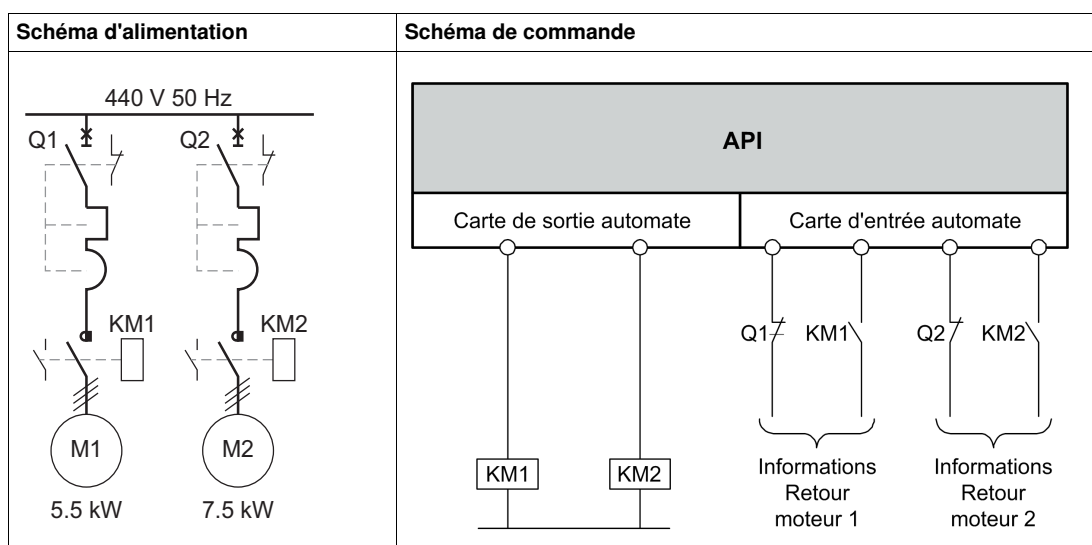 Schéma d'alimentation
Schéma de commande
440 V 50 Hz
Q1
Q2
KM1
KM2
M1
M2
5.5 kW
7.5 kW
API
Carte de sortie automate
Carte d'entrée automate
Q1
KM1
Q2
KM2
KM1
KM2
Informations
Retour
moteur 1
Informations
Retour
moteur 2